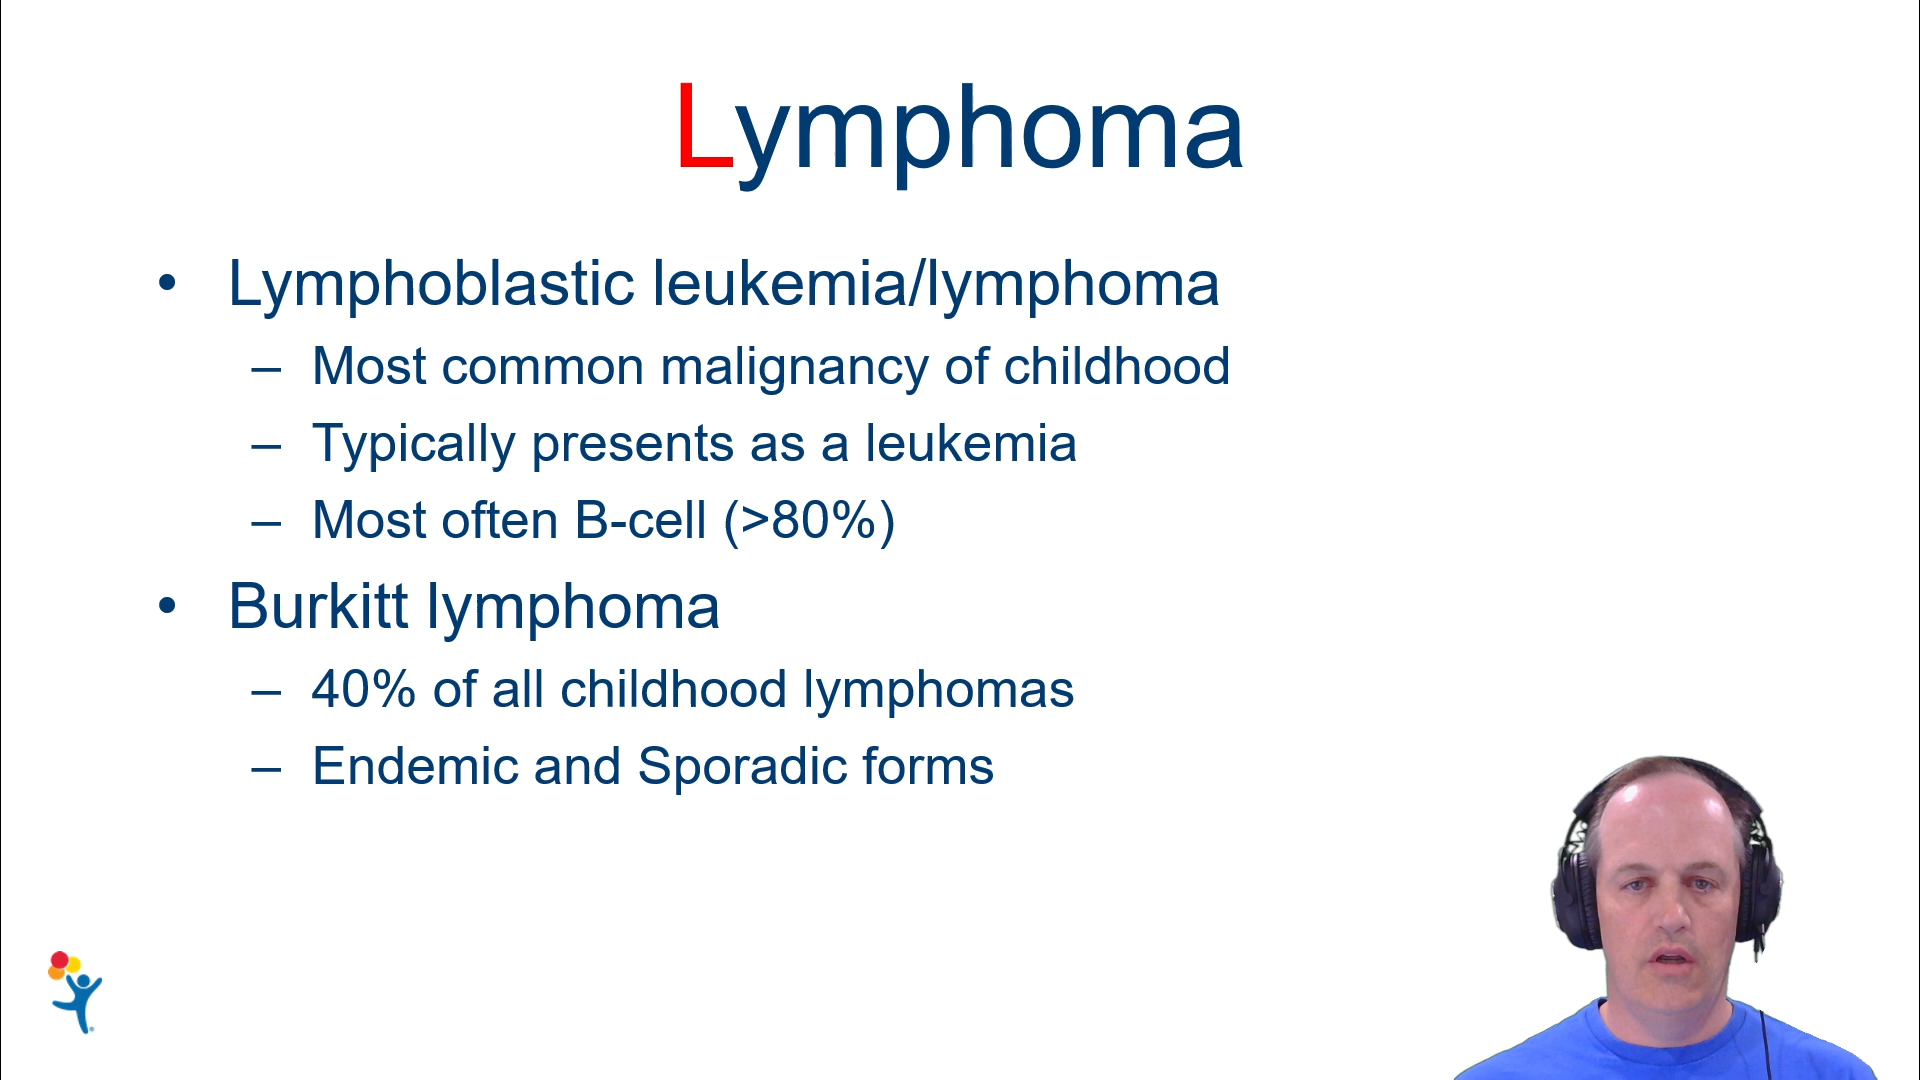 Lymphoma
• Lymphoblastic leukemia/lymphoma
– Most common malignancy of childhood
– Typically presents as a leukemia
– Most often B-cell (>80%)
• Burkitt lymphoma
– 40% of all childhood lymphomas
– Endemic and Sporadic forms